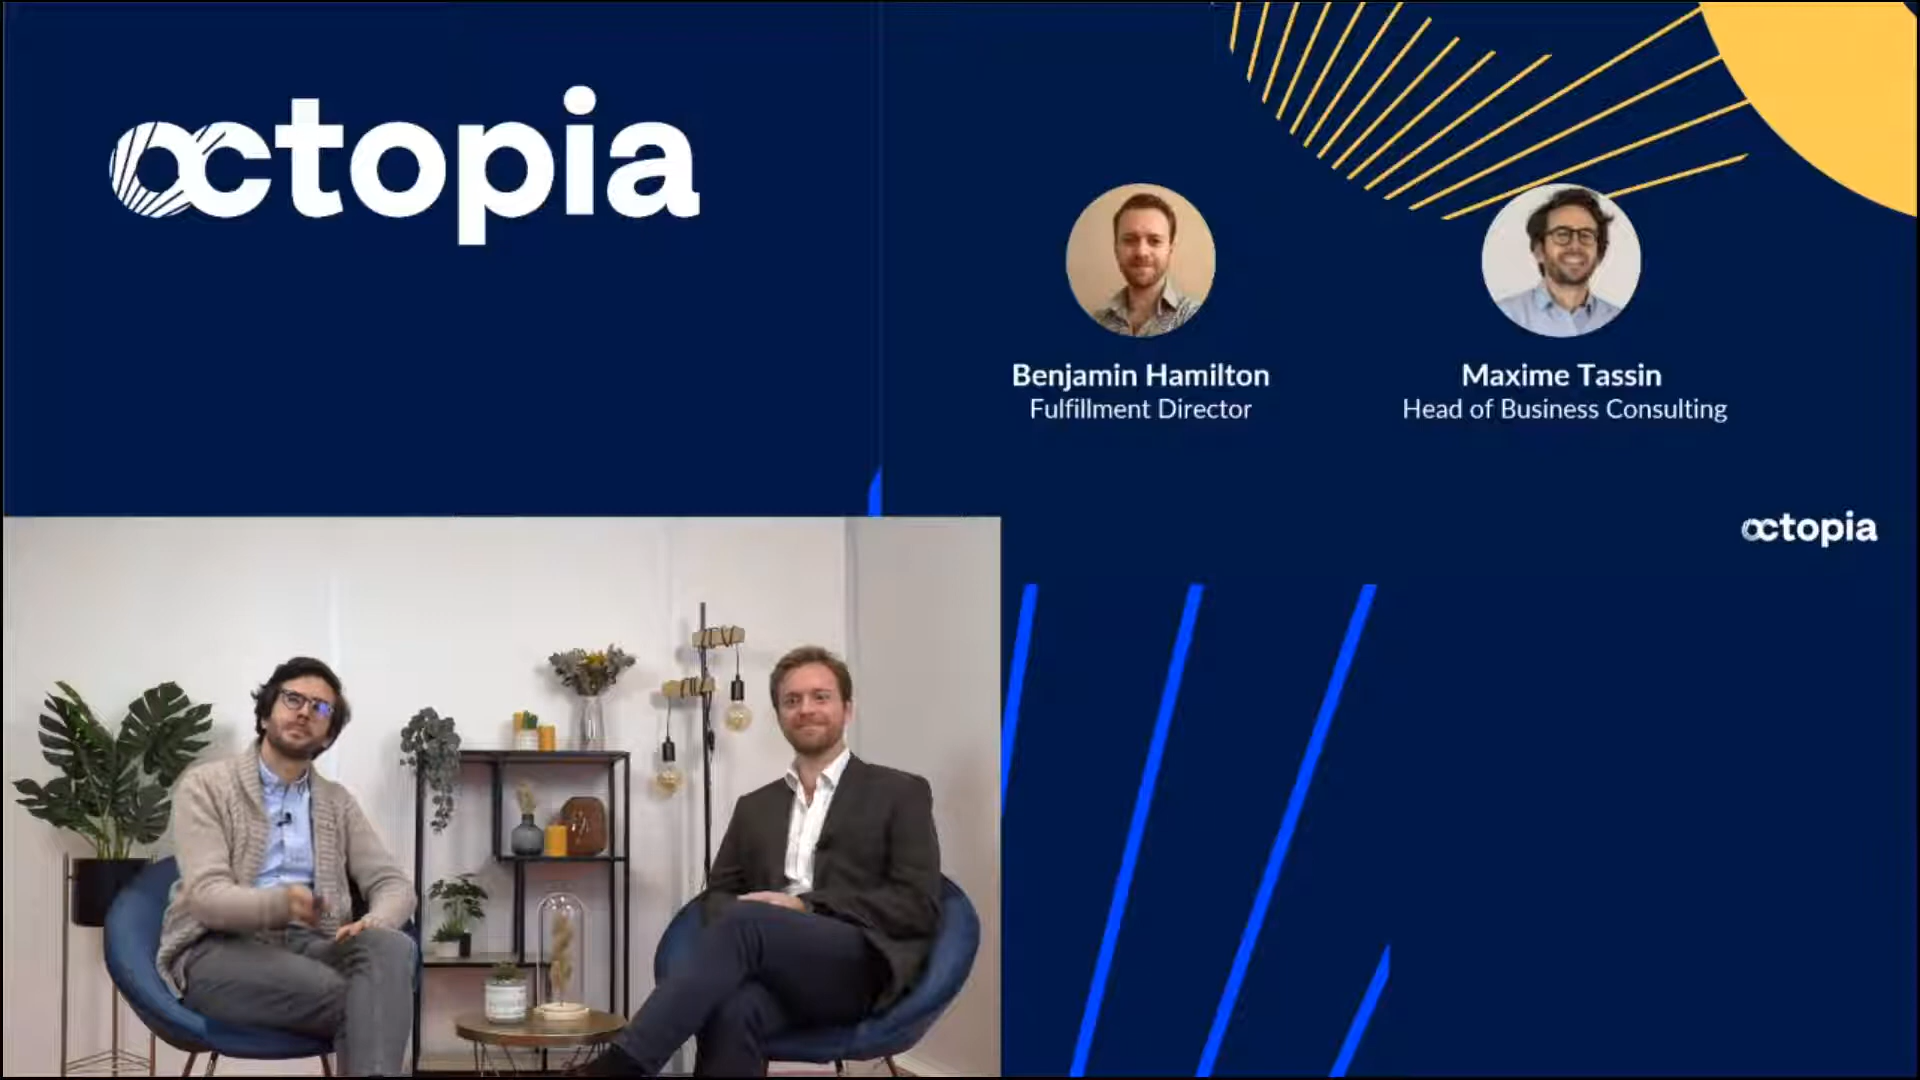 octopia
Benjamin Hamilton
Fulfillment Director
Maxime Tassin
Head of Business Consulting
octopia